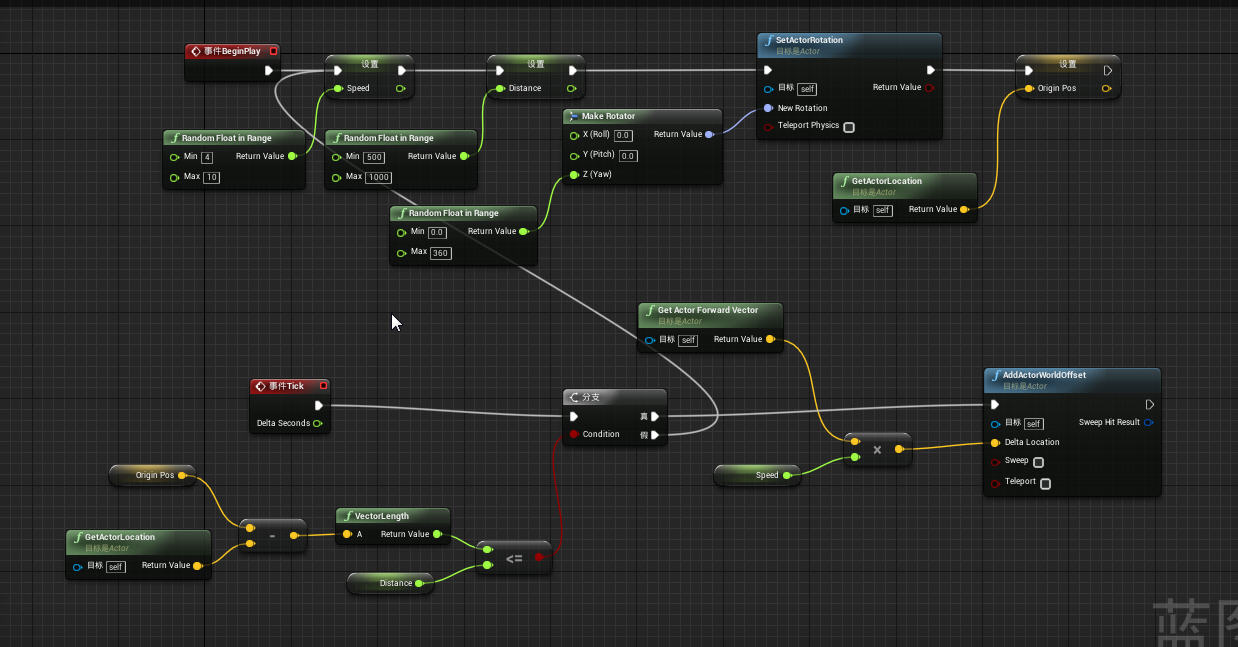 事件BeginPlay
设置
Speed
设置
Distance
SetActorRotation
目标是Actor
目标 self
Return Value
New Rotation
Teleport Physics
设置
Origin Pos
Random Float in Range
Min 4
Return Value
Max 10
Random Float in Range
Min 500
Return Value
Max 1000
Make Rotator
X (Roll) 0.0
Return Value
Y (Pitch) 0.0
Z (Yaw)
GetActorLocation
目标是Actor
目标 self
Return Value
Random Float in Range
Min 0.0
Return Value
Max 360
Get Actor Forward Vector
目标是Actor
目标 self
Return Value
事件Tick
Delta Seconds
分支
真
Condition
假
AddActorWorldOffset
目标是Actor
目标 self
Sweep Hit Result
Delta Location
Sweep
Teleport
×
Speed
Origin Pos
GetActorLocation
目标是Actor
目标 self
Return Value
-
VectorLength
A
Return Value
<=
Distance
蓝图